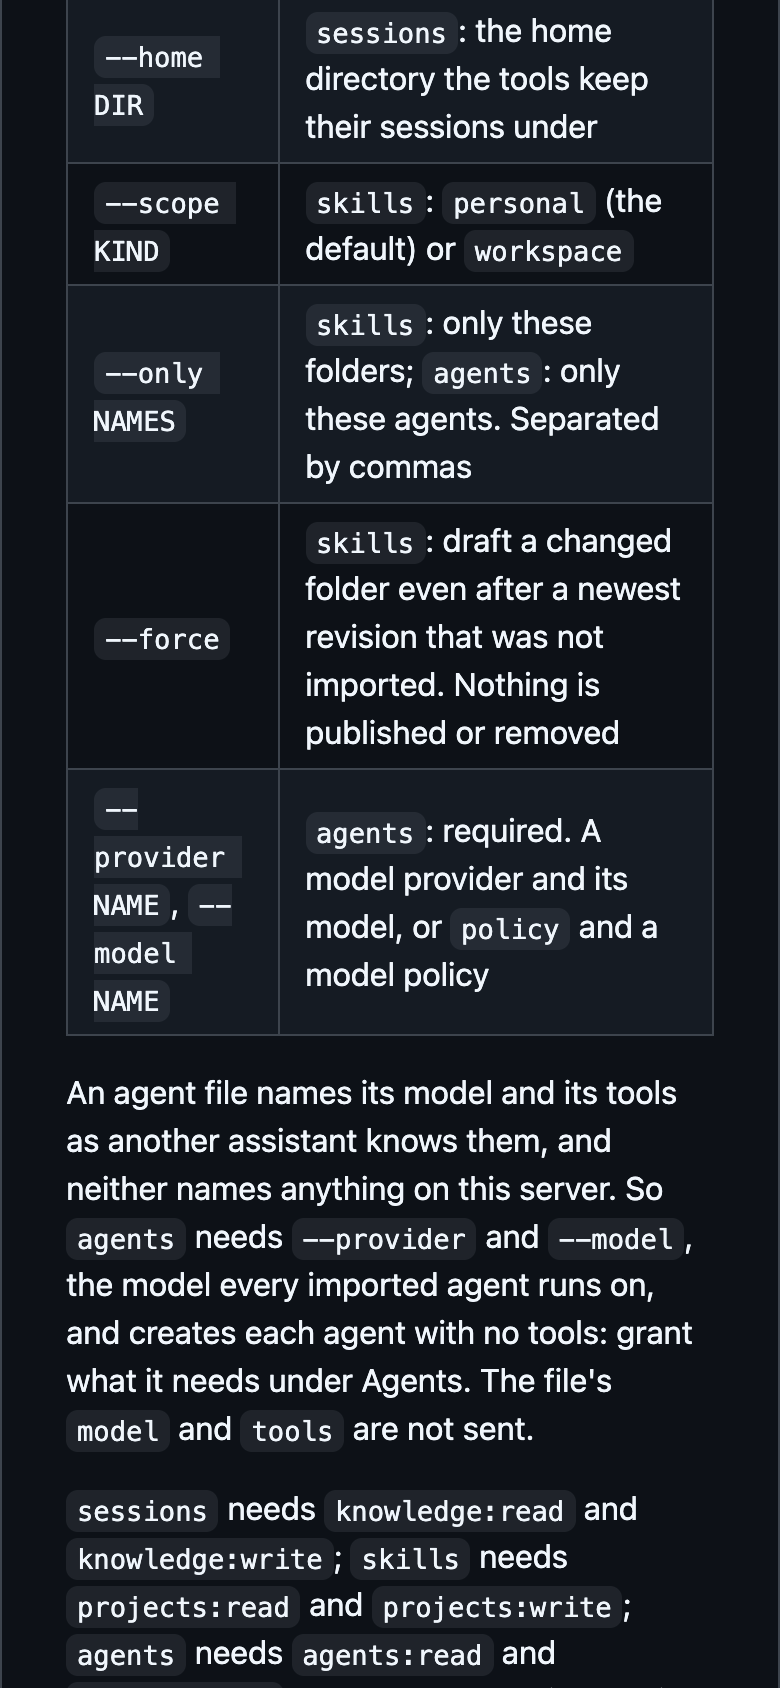 --home
DIR
sessions: the home
directory the tools keep
their sessions under
--scope
KIND
skills: personal (the
default) or workspace
--only
NAMES
skills: only these
folders; agents: only
these agents. Separated
by commas
--force
skills: draft a changed
folder even after a newest
revision that was not
imported. Nothing is
published or removed
--
provider
NAME, --
model
NAME
agents: required. A
model provider and its
model, or policy and a
model policy
An agent file names its model and its tools
as another assistant knows them, and
neither names anything on this server. So
agents needs --provider and --model,
the model every imported agent runs on,
and creates each agent with no tools: grant
what it needs under Agents. The file's
model and tools are not sent.
sessions needs knowledge:read and
knowledge:write; skills needs
projects:read and projects:write;
agents needs agents:read and